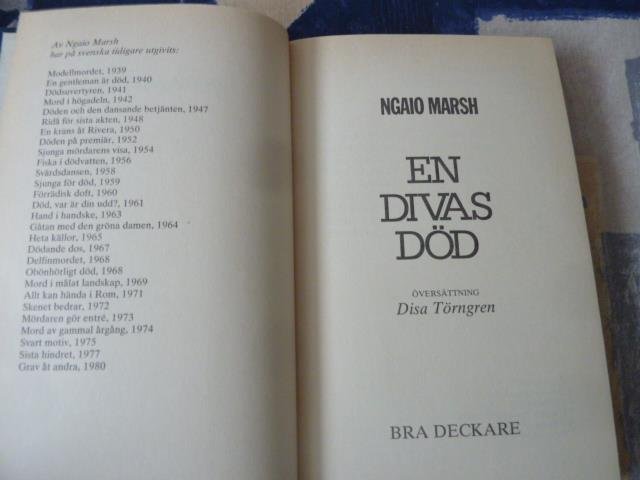 Av Ngaio Marsh
har på svenska tidigare utgivits:
Modellmordet, 1939
En gentleman är död, 1940
Dödsuvertyren, 1941
Mord i högadeln, 1942
Döden och den dansande betjänten, 1947
Ridå för sista akten, 1948
En krans åt Rivera, 1950
Döden på premiär, 1952
Sjunga mördarens visa, 1954
Fiska i dödvatten, 1956
Svärdsdansen, 1958
Sjunga för död, 1959
Förrädisk doft, 1960
Död, var är din udd?, 1961
Hand i handske, 1963
Gåtan med den gröna damen, 1964
Heta källor, 1965
Dödande dos, 1967
Delfinmordet, 1968
Obönhörligt död, 1968
Mord i målat landskap, 1969
Allt kan hända i Rom, 1971
Skenet bedrar, 1972
Mördaren gör entré, 1973
Mord av gammal årgång, 1974
Svart motiv, 1975
Sista hindret, 1977
Grav åt andra, 1980
NGAIO MARSH
EN
DIVAS
DÖD
ÖVERSÄTTNING
Disa Törngren
BRA DECKARE